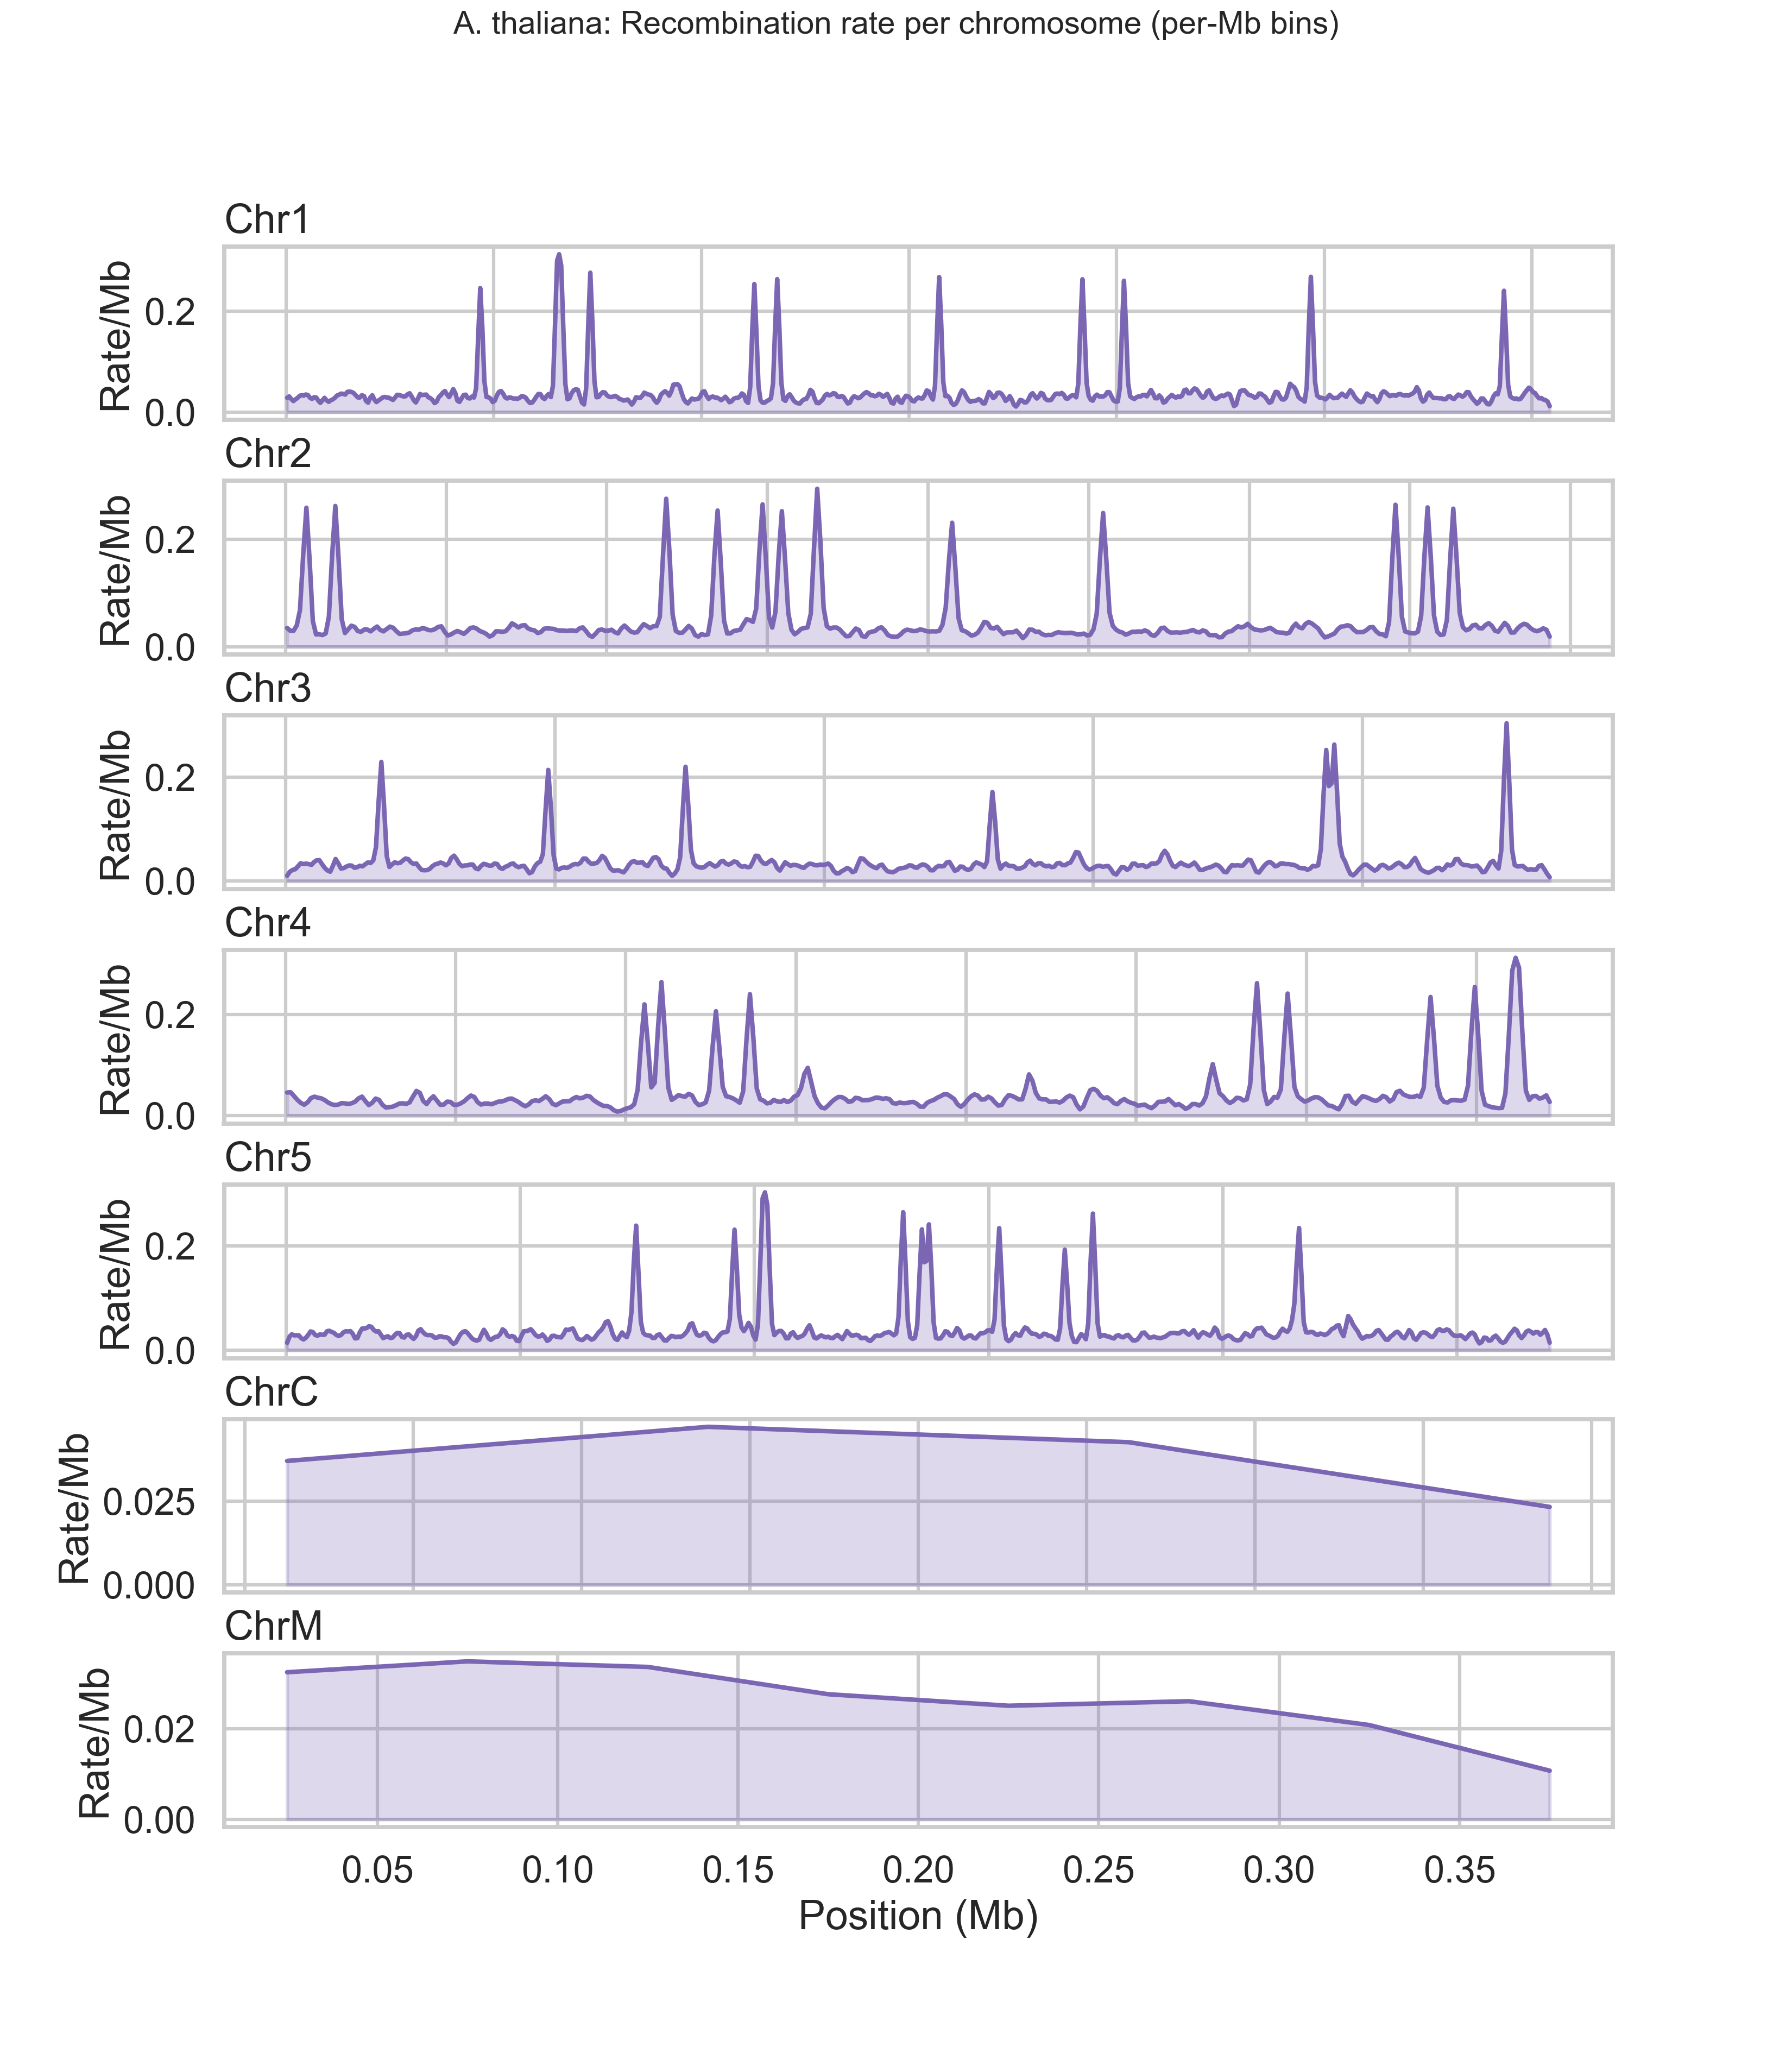 A. thaliana: Recombination rate per chromosome (per-Mb bins)
Chr1
Rate/Mb
0.2
0.0
Chr2
Rate/Mb
0.2
0.0
Chr3
Rate/Mb
0.2
0.0
Chr4
Rate/Mb
0.2
0.0
Chr5
Rate/Mb
0.2
0.0
ChrC
Rate/Mb
0.025
0.000
ChrM
Rate/Mb
0.02
0.00
0.05 0.10 0.15 0.20 0.25 0.30 0.35
Position (Mb)